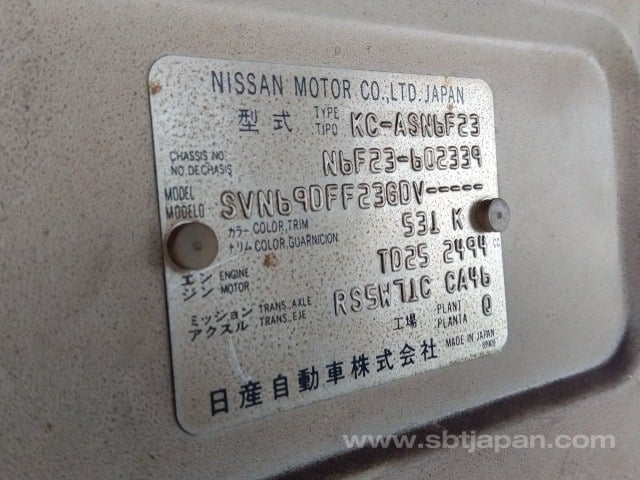 NISSAN MOTOR CO.,LTD.JAPAN
型式 TYPE TIPO KC-ASN6F23
CHASSIS NO. NO.DE CHASIS N6F23-602339
MODEL MODELO SVN69DFF23GDV-----
カラー COLOR,TRIM トリム COLOR,GUARNICION 531 K
エンジン ENGINE MOTOR TD25 2494 cc
ミッション TRANS.,AXLE アクスル TRANS.,EJE RS5W71C CA46
工場 PLANT PLANTA Q
日産自動車株式会社 MADE IN JAPAN
www.sbtjapan.com